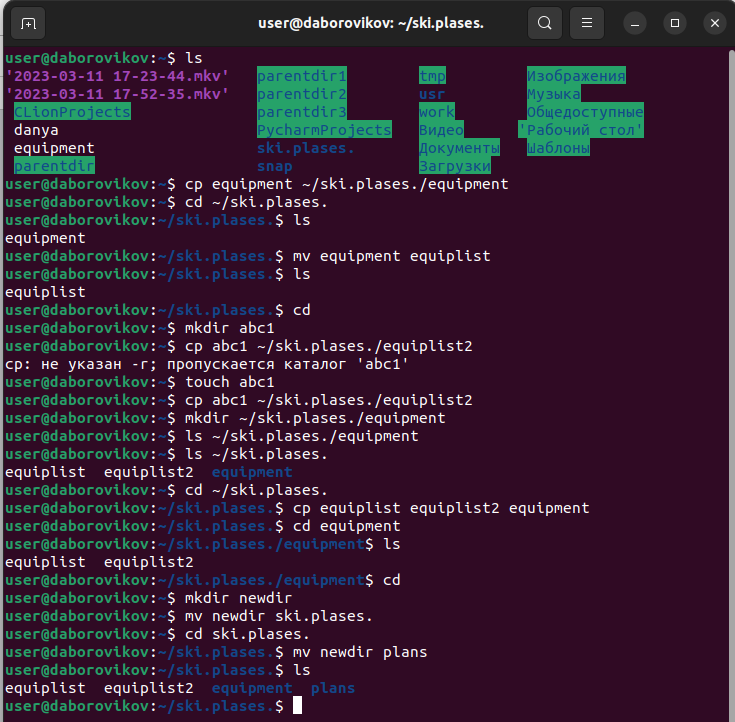 user@daborovikov: ~/ski.plases.
user@daborovikov:~$ ls
'2023-03-11 17-23-44.mkv' parentdir1 tmp Изображения
'2023-03-11 17-52-35.mkv' parentdir2 usr Музыка
CLionProjects parentdir3 work Общедоступные
danya PycharmProjects Видео 'Рабочий стол'
equipment ski.plases. Документы Шаблоны
parentdir snap Загрузки
user@daborovikov:~$ cp equipment ~/ski.plases./equipment
user@daborovikov:~$ cd ~/ski.plases.
user@daborovikov:~/ski.plases.$ ls
equipment
user@daborovikov:~/ski.plases.$ mv equipment equiplist
user@daborovikov:~/ski.plases.$ ls
equiplist
user@daborovikov:~/ski.plases.$ cd
user@daborovikov:~$ mkdir abc1
user@daborovikov:~$ cp abc1 ~/ski.plases./equiplist2
cp: не указан -r; пропускается каталог 'abc1'
user@daborovikov:~$ touch abc1
user@daborovikov:~$ cp abc1 ~/ski.plases./equiplist2
user@daborovikov:~$ mkdir ~/ski.plases./equipment
user@daborovikov:~$ ls ~/ski.plases./equipment
user@daborovikov:~$ ls ~/ski.plases.
equiplist equiplist2 equipment
user@daborovikov:~$ cd ~/ski.plases.
user@daborovikov:~/ski.plases.$ cp equiplist equiplist2 equipment
user@daborovikov:~/ski.plases.$ cd equipment
user@daborovikov:~/ski.plases./equipment$ ls
equiplist equiplist2
user@daborovikov:~/ski.plases./equipment$ cd
user@daborovikov:~$ mkdir newdir
user@daborovikov:~$ mv newdir ski.plases.
user@daborovikov:~$ cd ski.plases.
user@daborovikov:~/ski.plases.$ mv newdir plans
user@daborovikov:~/ski.plases.$ ls
equiplist equiplist2 equipment plans
user@daborovikov:~/ski.plases.$